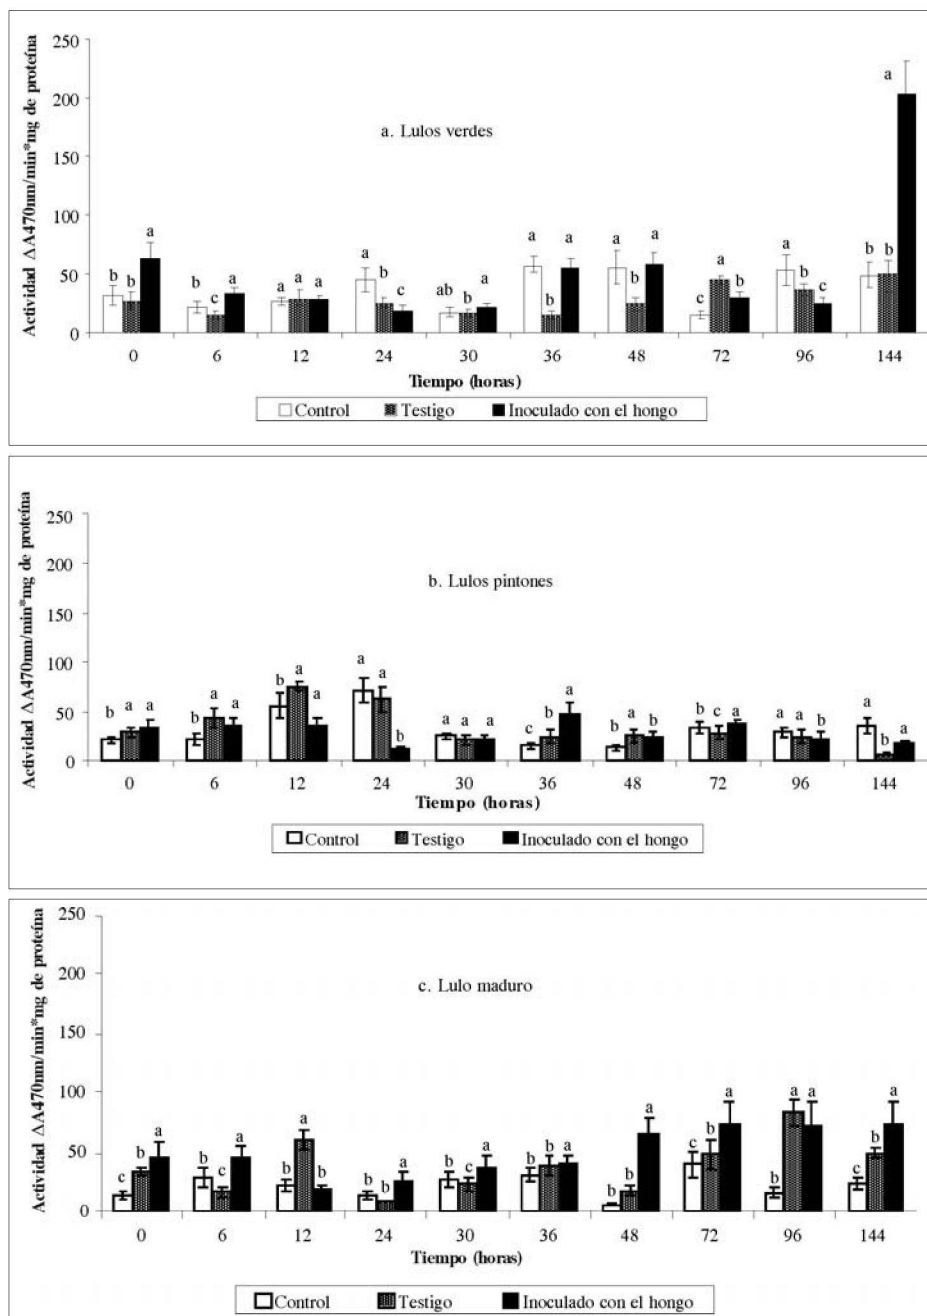 250
200
150
100
50
0
Actividad ΔA470nm/min*mg de proteína
a. Lulos verdes
b b a
b c a
a a a
a b c
ab b a
a b a
a b a
c a b
a b c
b b a
0 6 12 24 30 36 48 72 96 144
Tiempo (horas)
Control Testigo Inoculado con el hongo
250
200
150
100
50
0
Actividad ΔA470nm/min*mg de proteína
b. Lulos pintones
b a a
b a a
b a a
a a b
a a a
c b a
b a b
b c a
a a b
a b a
0 6 12 24 30 36 48 72 96 144
Tiempo (horas)
Control Testigo Inoculado con el hongo
250
200
150
100
50
0
Actividad ΔA470nm/min*mg de proteína
c. Lulo maduro
c b a
b c a
b a b
b b a
b c a
b b a
b b a
c b a
b a a
c b a
0 6 12 24 30 36 48 72 96 144
Tiempo (horas)
Control Testigo Inoculado con el hongo